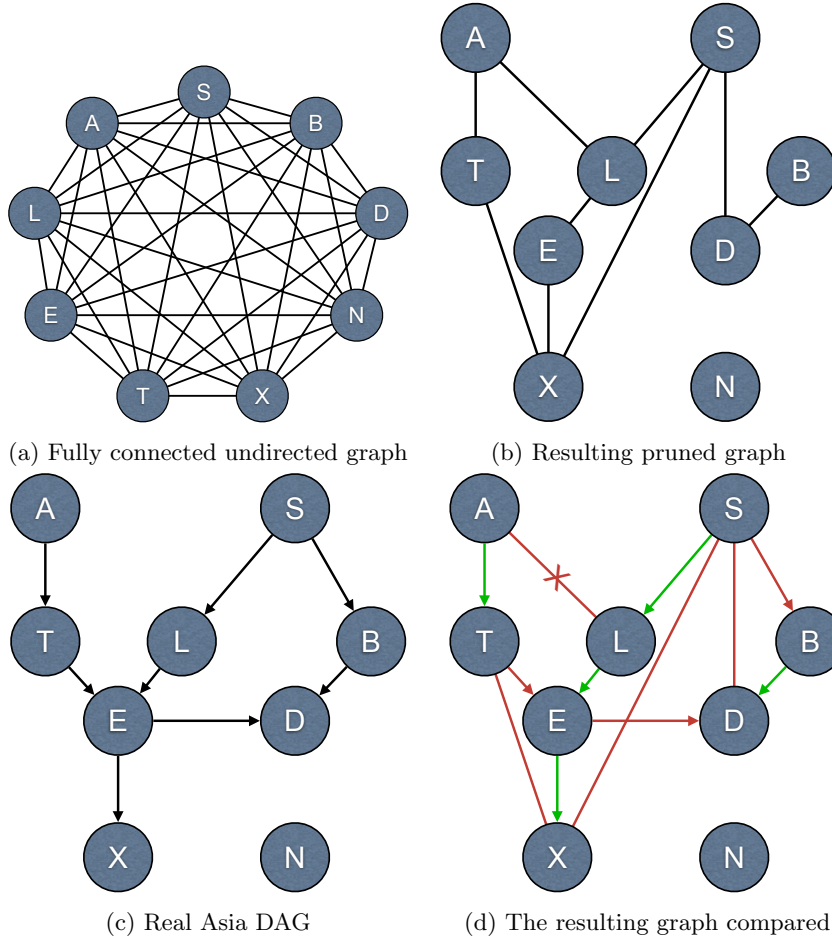 S
A
B
L
D
E
N
T
X
(a) Fully connected undirected graph
A
S
T
L
B
E
D
X
N
(b) Resulting pruned graph
A
S
T
L
B
E
D
X
N
(c) Real Asia DAG
A
S
T
L
B
E
D
X
N
(d) The resulting graph compared